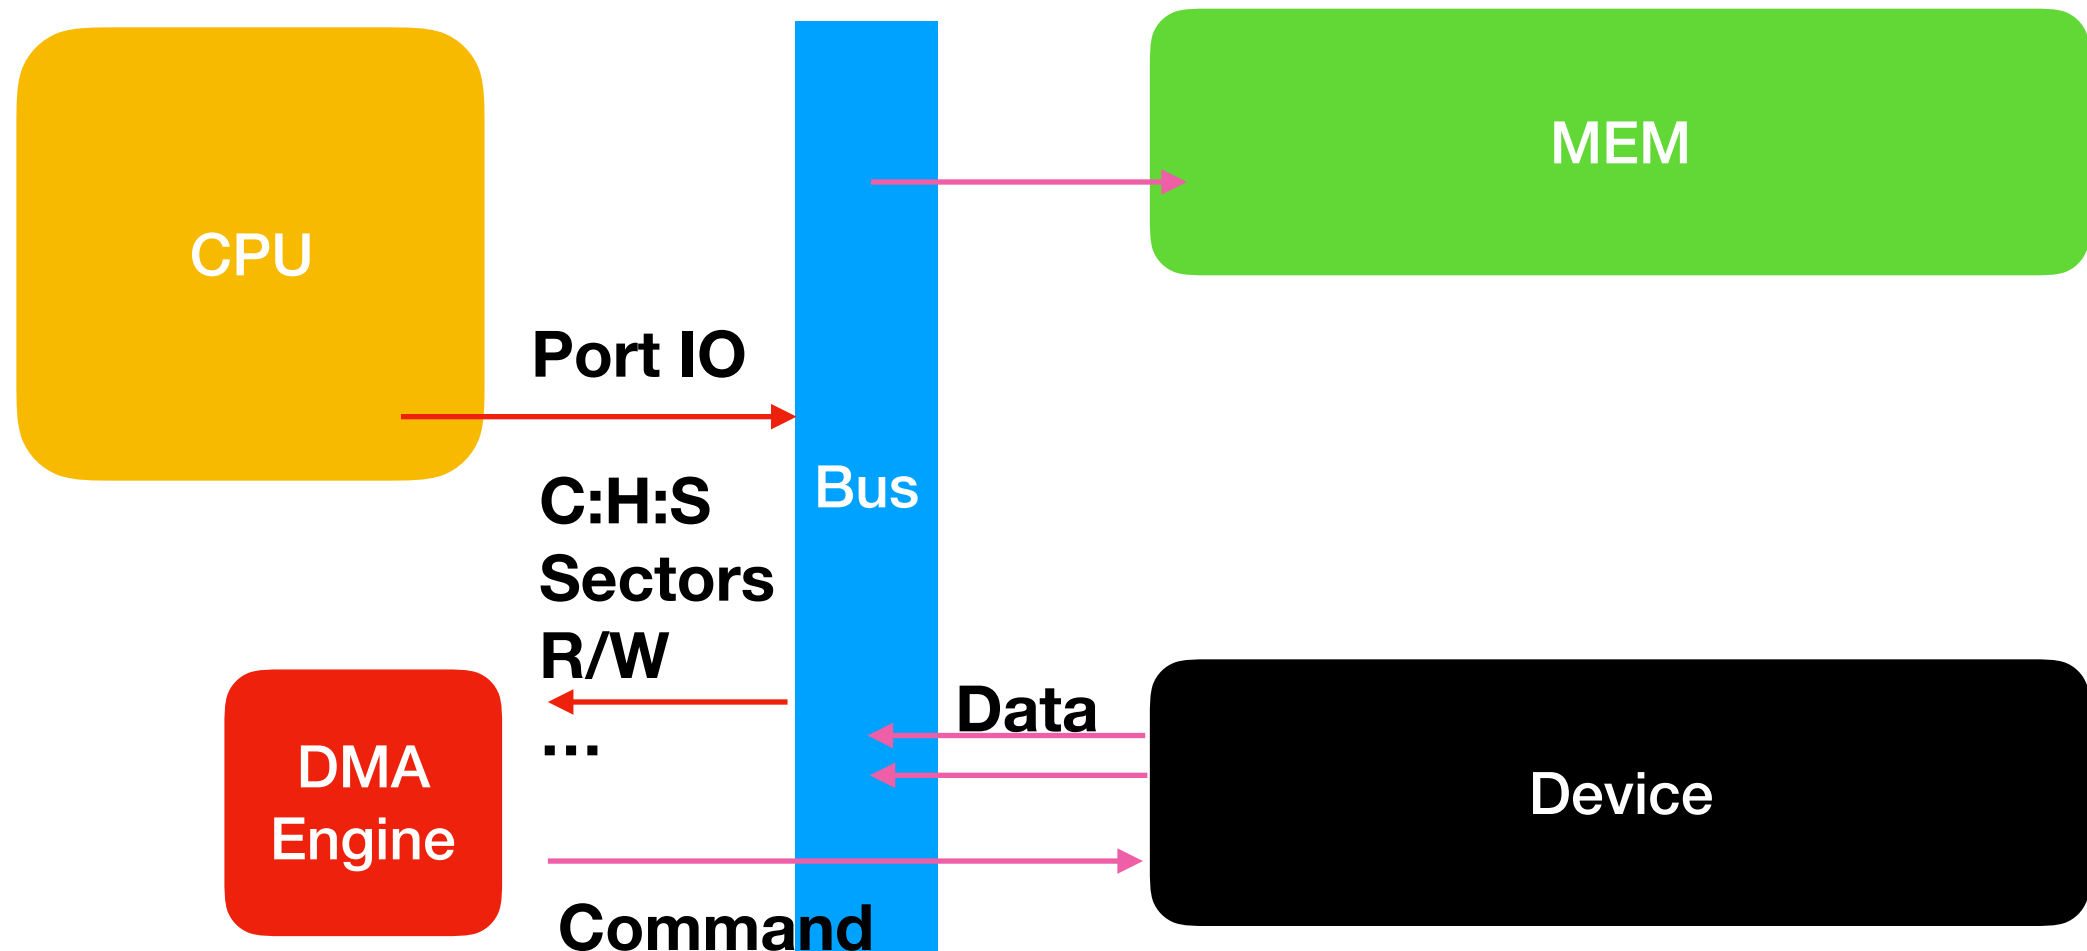 MEM
CPU
Port IO
Bus
C:H:S
Sectors
R/W
...
Data
DMA
Engine
Device
Command